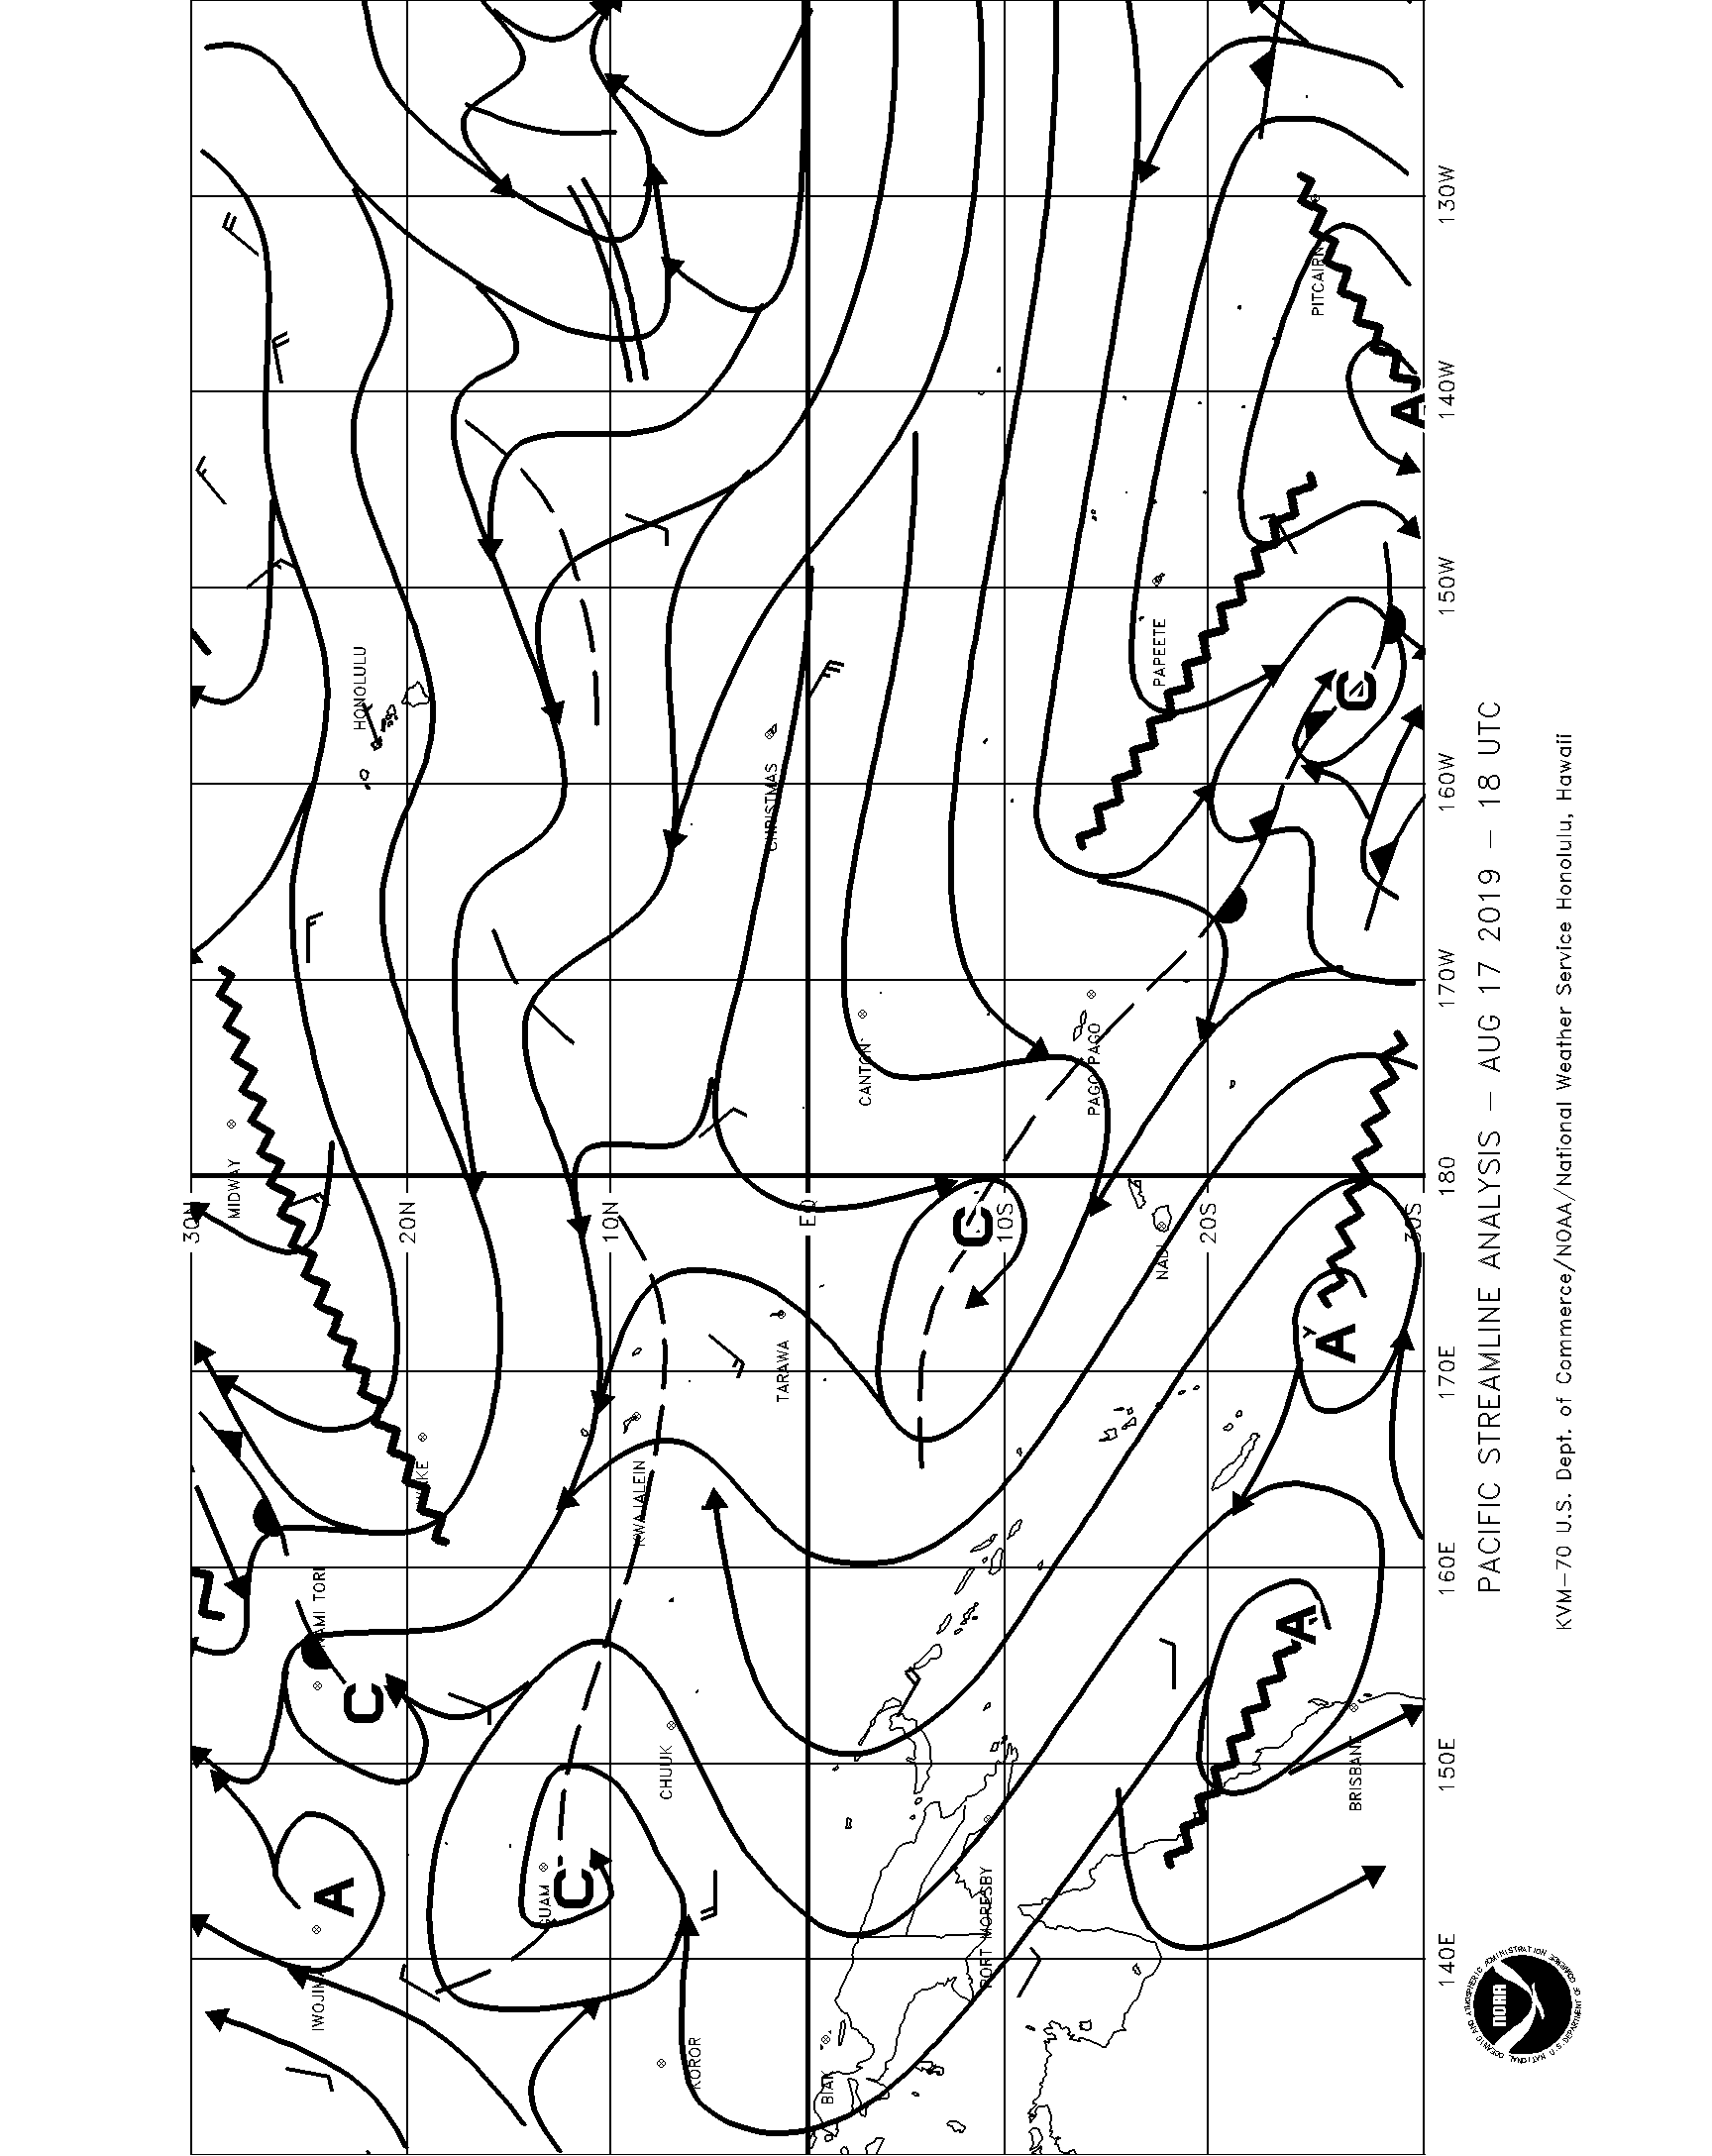 30N
20N
10N
EQ
10S
20S
30S
140E
150E
160E
170E
180
170W
160W
150W
140W
130W
IWOJIMA
GUAM
KOROR
BIAK
CHUUK
PORT MORESBY
BRISBANE
KWAJALEIN
TARAWA
NADI
MIDWAY
CANTON
PAGO PAGO
HONOLULU
CHRISTMAS
PAPEETE
PITCAIRN
A
C
C
A
A
C
C
A
PACIFIC STREAMLINE ANALYSIS - AUG 17 2019 - 18 UTC
KVM-70 U.S. Dept. of Commerce/NOAA/National Weather Service Honolulu, Hawaii
NOAA
NATIONAL OCEANIC AND ATMOSPHERIC ADMINISTRATION
U.S. DEPARTMENT OF COMMERCE